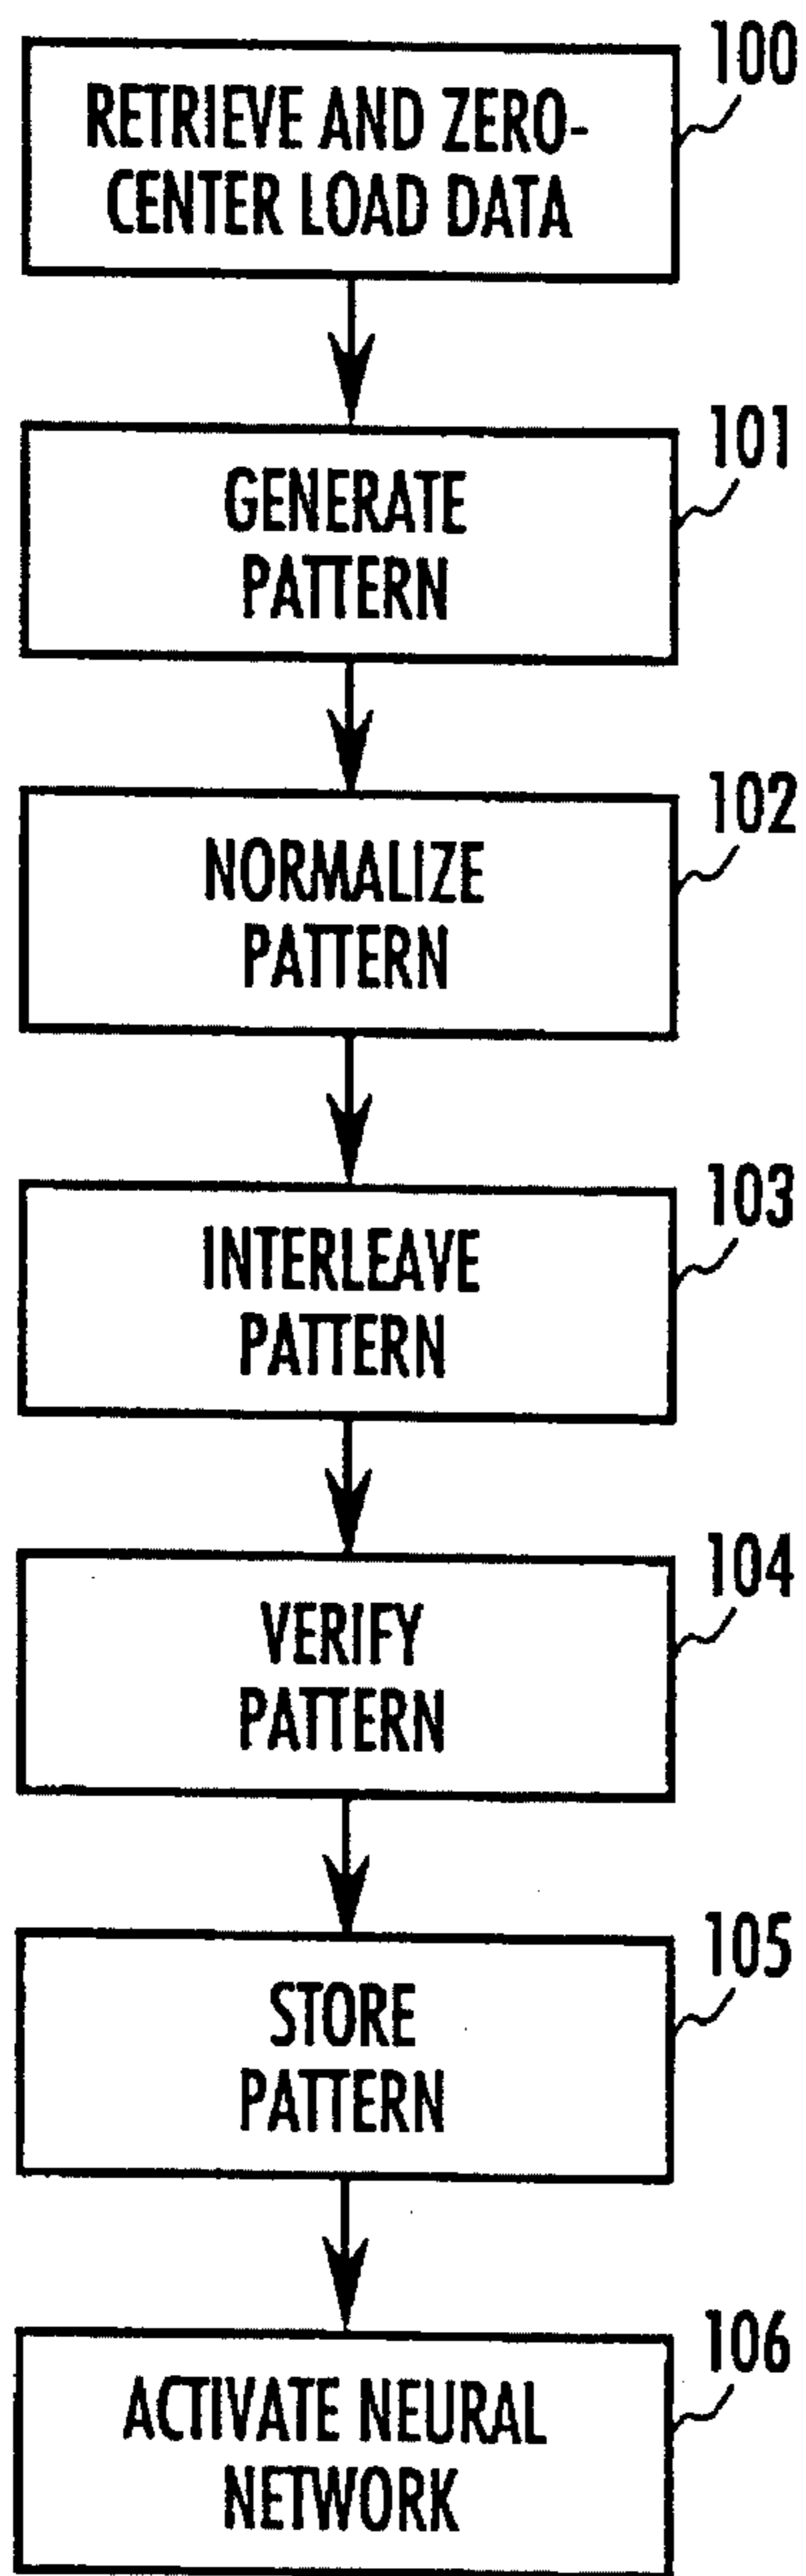 100
RETRIEVE AND ZERO-
CENTER LOAD DATA
101
GENERATE
PATTERN
102
NORMALIZE
PATTERN
103
INTERLEAVE
PATTERN
104
VERIFY
PATTERN
105
STORE
PATTERN
106
ACTIVATE NEURAL
NETWORK